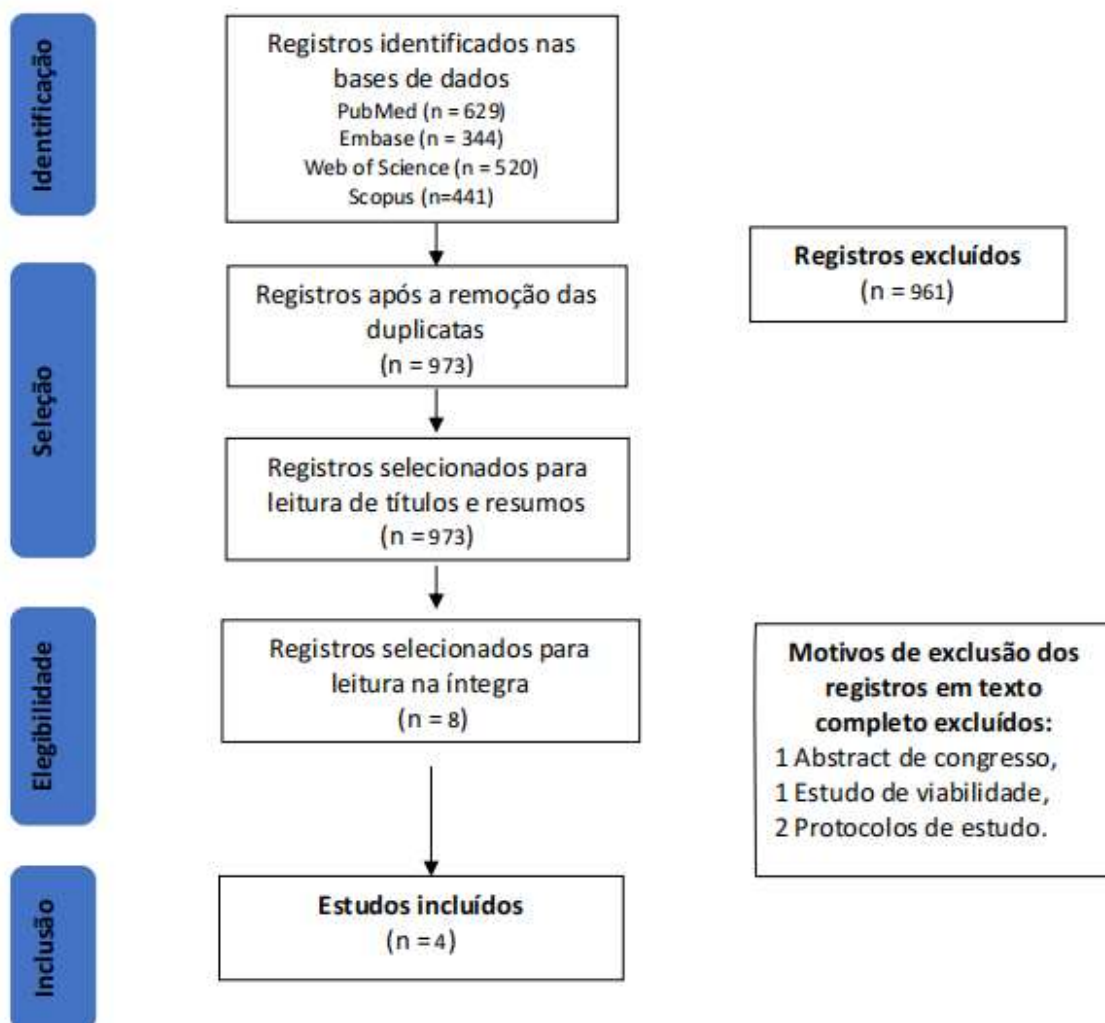 Identificação
Registros identificados nas
bases de dados
PubMed (n = 629)
Embase (n = 344)
Web of Science (n = 520)
Scopus (n=441)
Seleção
Registros após a remoção das
duplicatas
(n = 973)
Registros excluídos
(n = 961)
Registros selecionados para
leitura de títulos e resumos
(n = 973)
Elegibilidade
Registros selecionados para
leitura na íntegra
(n = 8)
Motivos de exclusão dos
registros em texto
completo excluídos:
1 Abstract de congresso,
1 Estudo de viabilidade,
2 Protocolos de estudo.
Inclusão
Estudos incluídos
(n = 4)